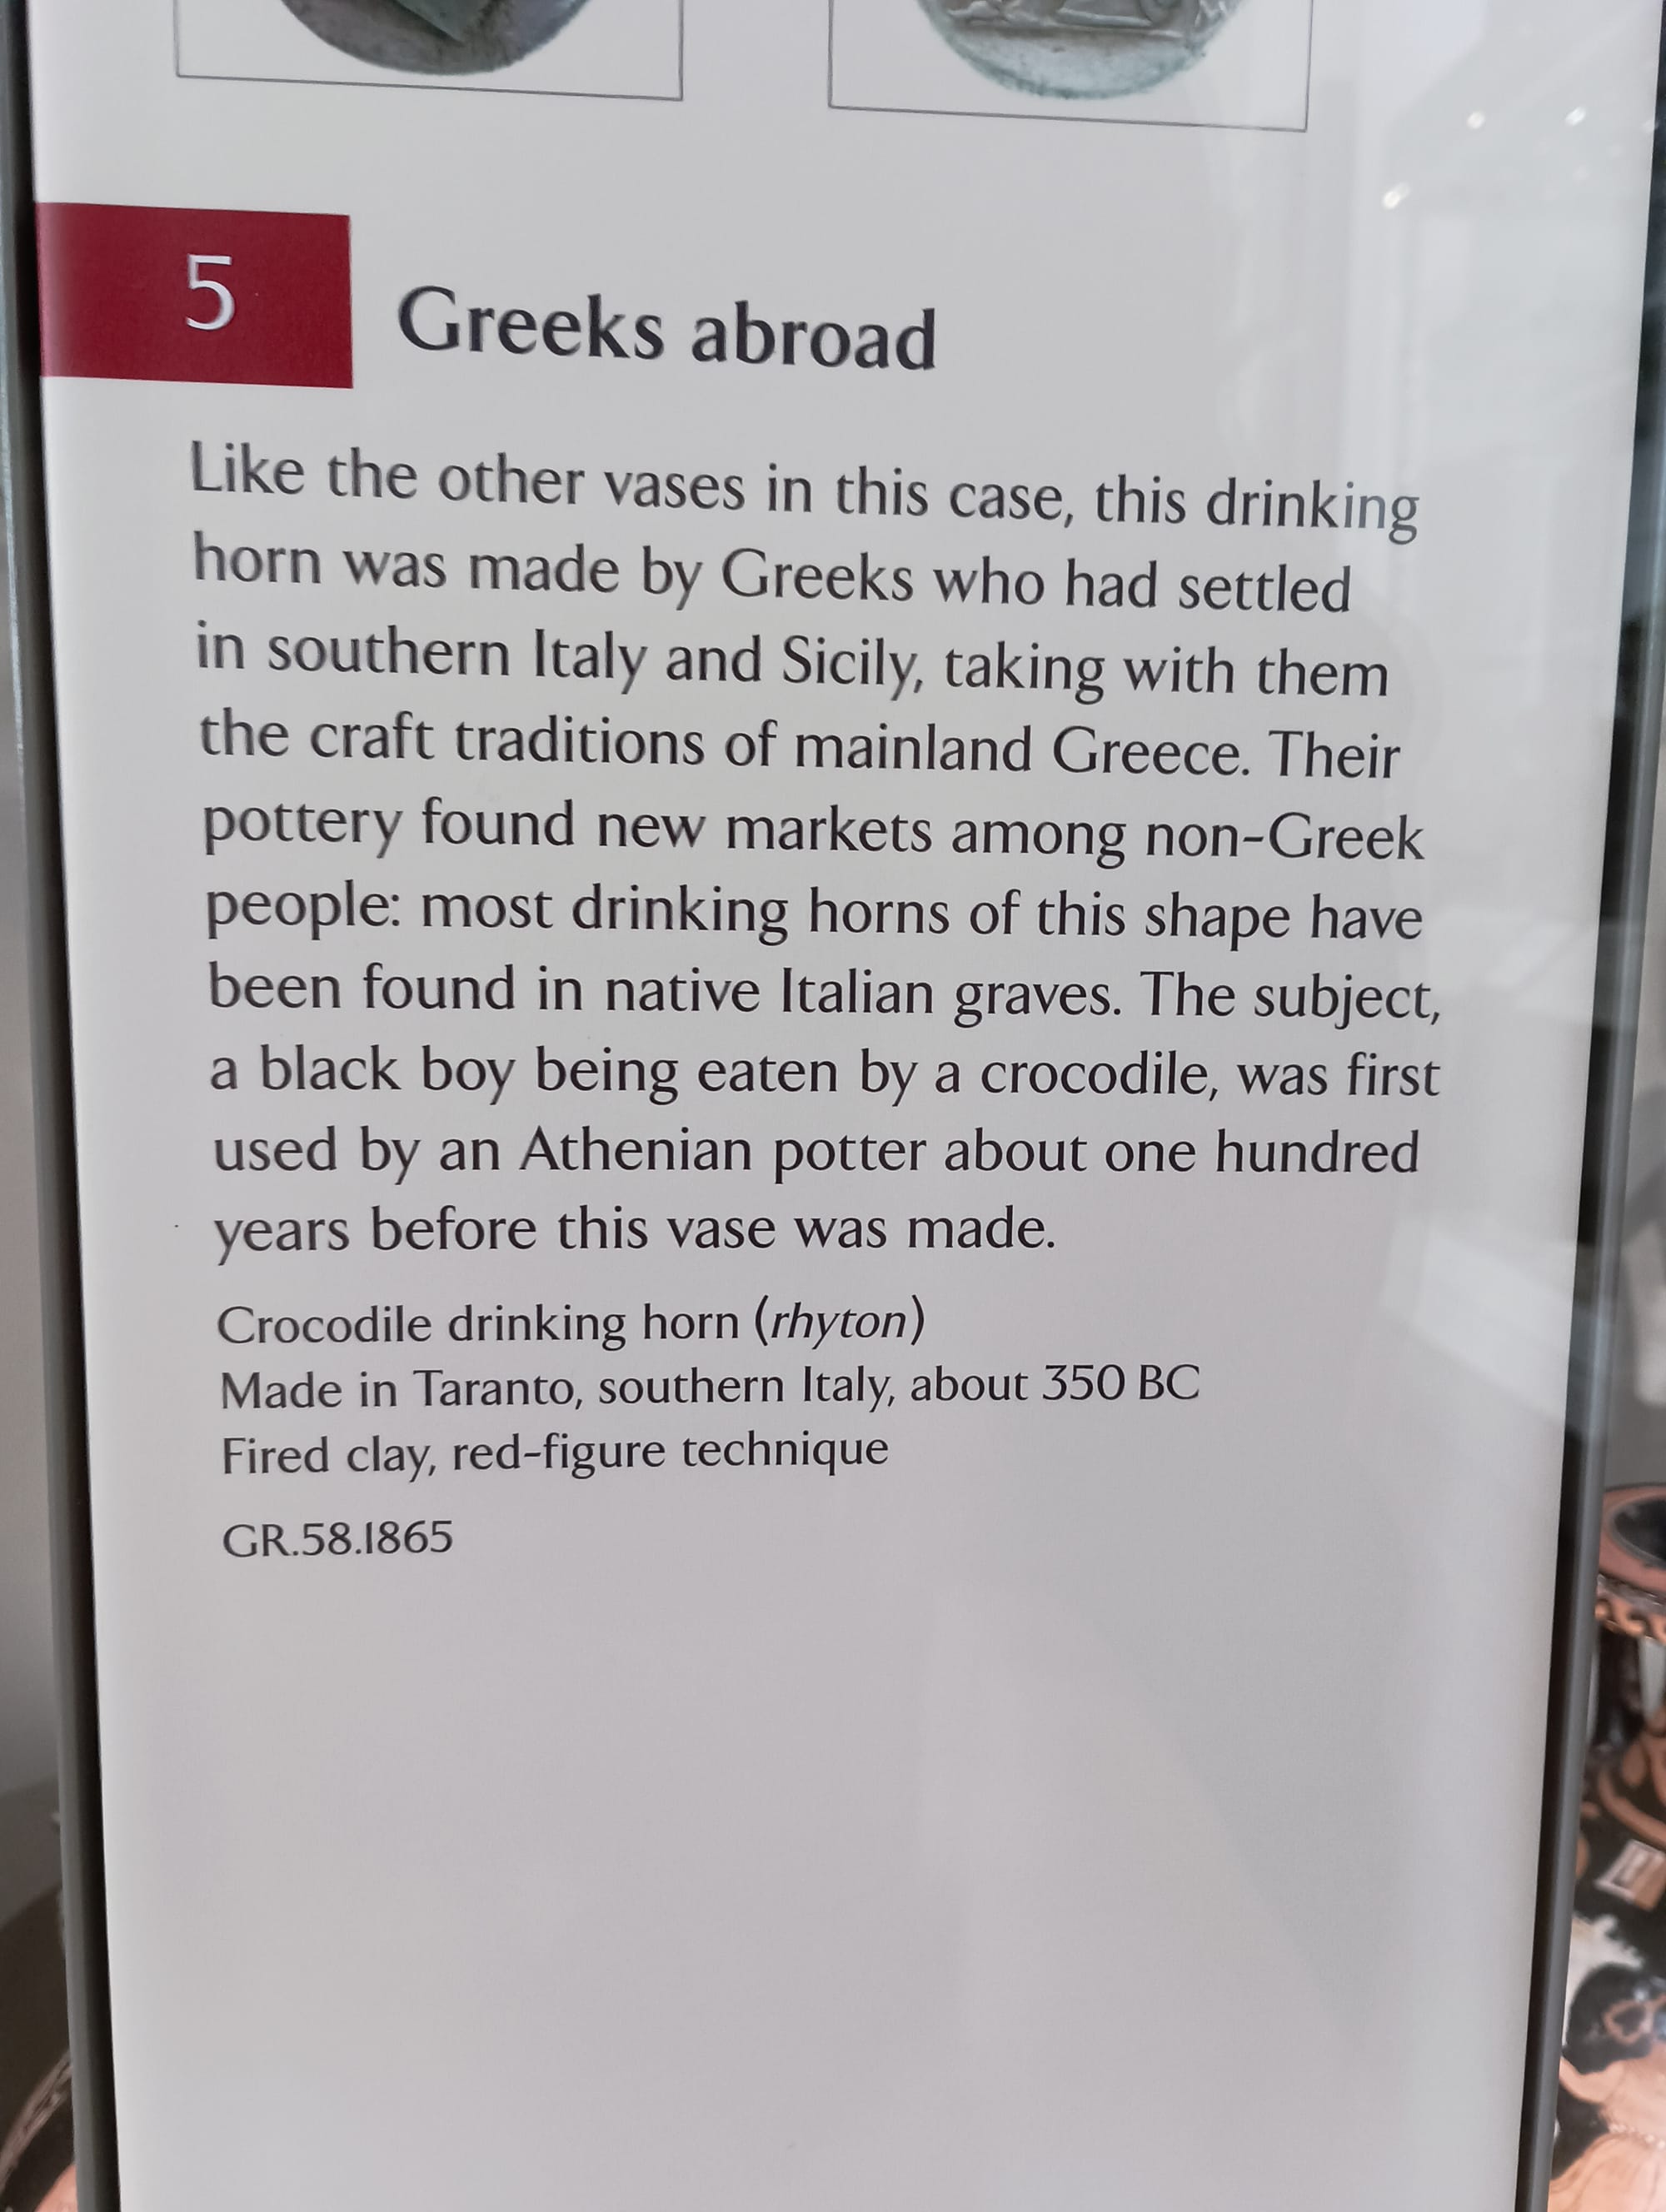 5
Greeks abroad
Like the other vases in this case, this drinking
horn was made by Greeks who had settled
in southern Italy and Sicily, taking with them
the craft traditions of mainland Greece. Their
pottery found new markets among non-Greek
people: most drinking horns of this shape have
been found in native Italian graves. The subject,
a black boy being eaten by a crocodile, was first
used by an Athenian potter about one hundred
years before this vase was made.
Crocodile drinking horn (rhyton)
Made in Taranto, southern Italy, about 350 BC
Fired clay, red-figure technique
GR.58.1865